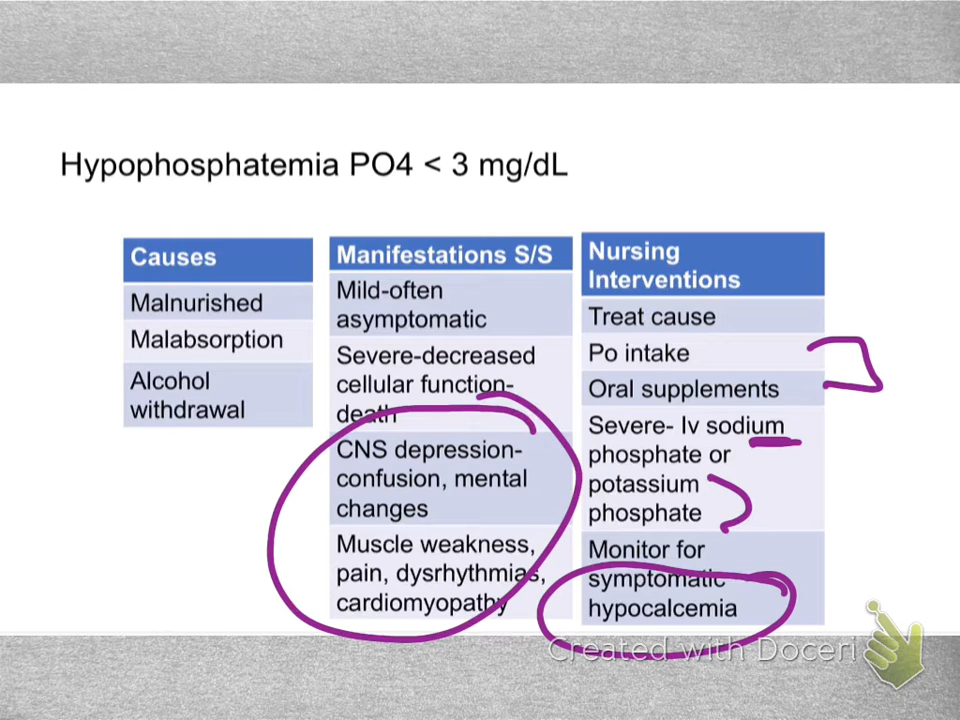 Hypophosphatemia PO4 < 3 mg/dL
Causes
Malnurished
Malabsorption
Alcohol
withdrawal
Manifestations S/S
Mild-often
asymptomatic
Severe-decreased
cellular function-
death
CNS depression-
confusion, mental
changes
Muscle weakness,
pain, dysrhythmias,
cardiomyopathy
Nursing
Interventions
Treat cause
Po intake
Oral supplements
Severe- Iv sodium
phosphate or
potassium
phosphate
Monitor for
symptomatic
hypocalcemia
Created with Doceri